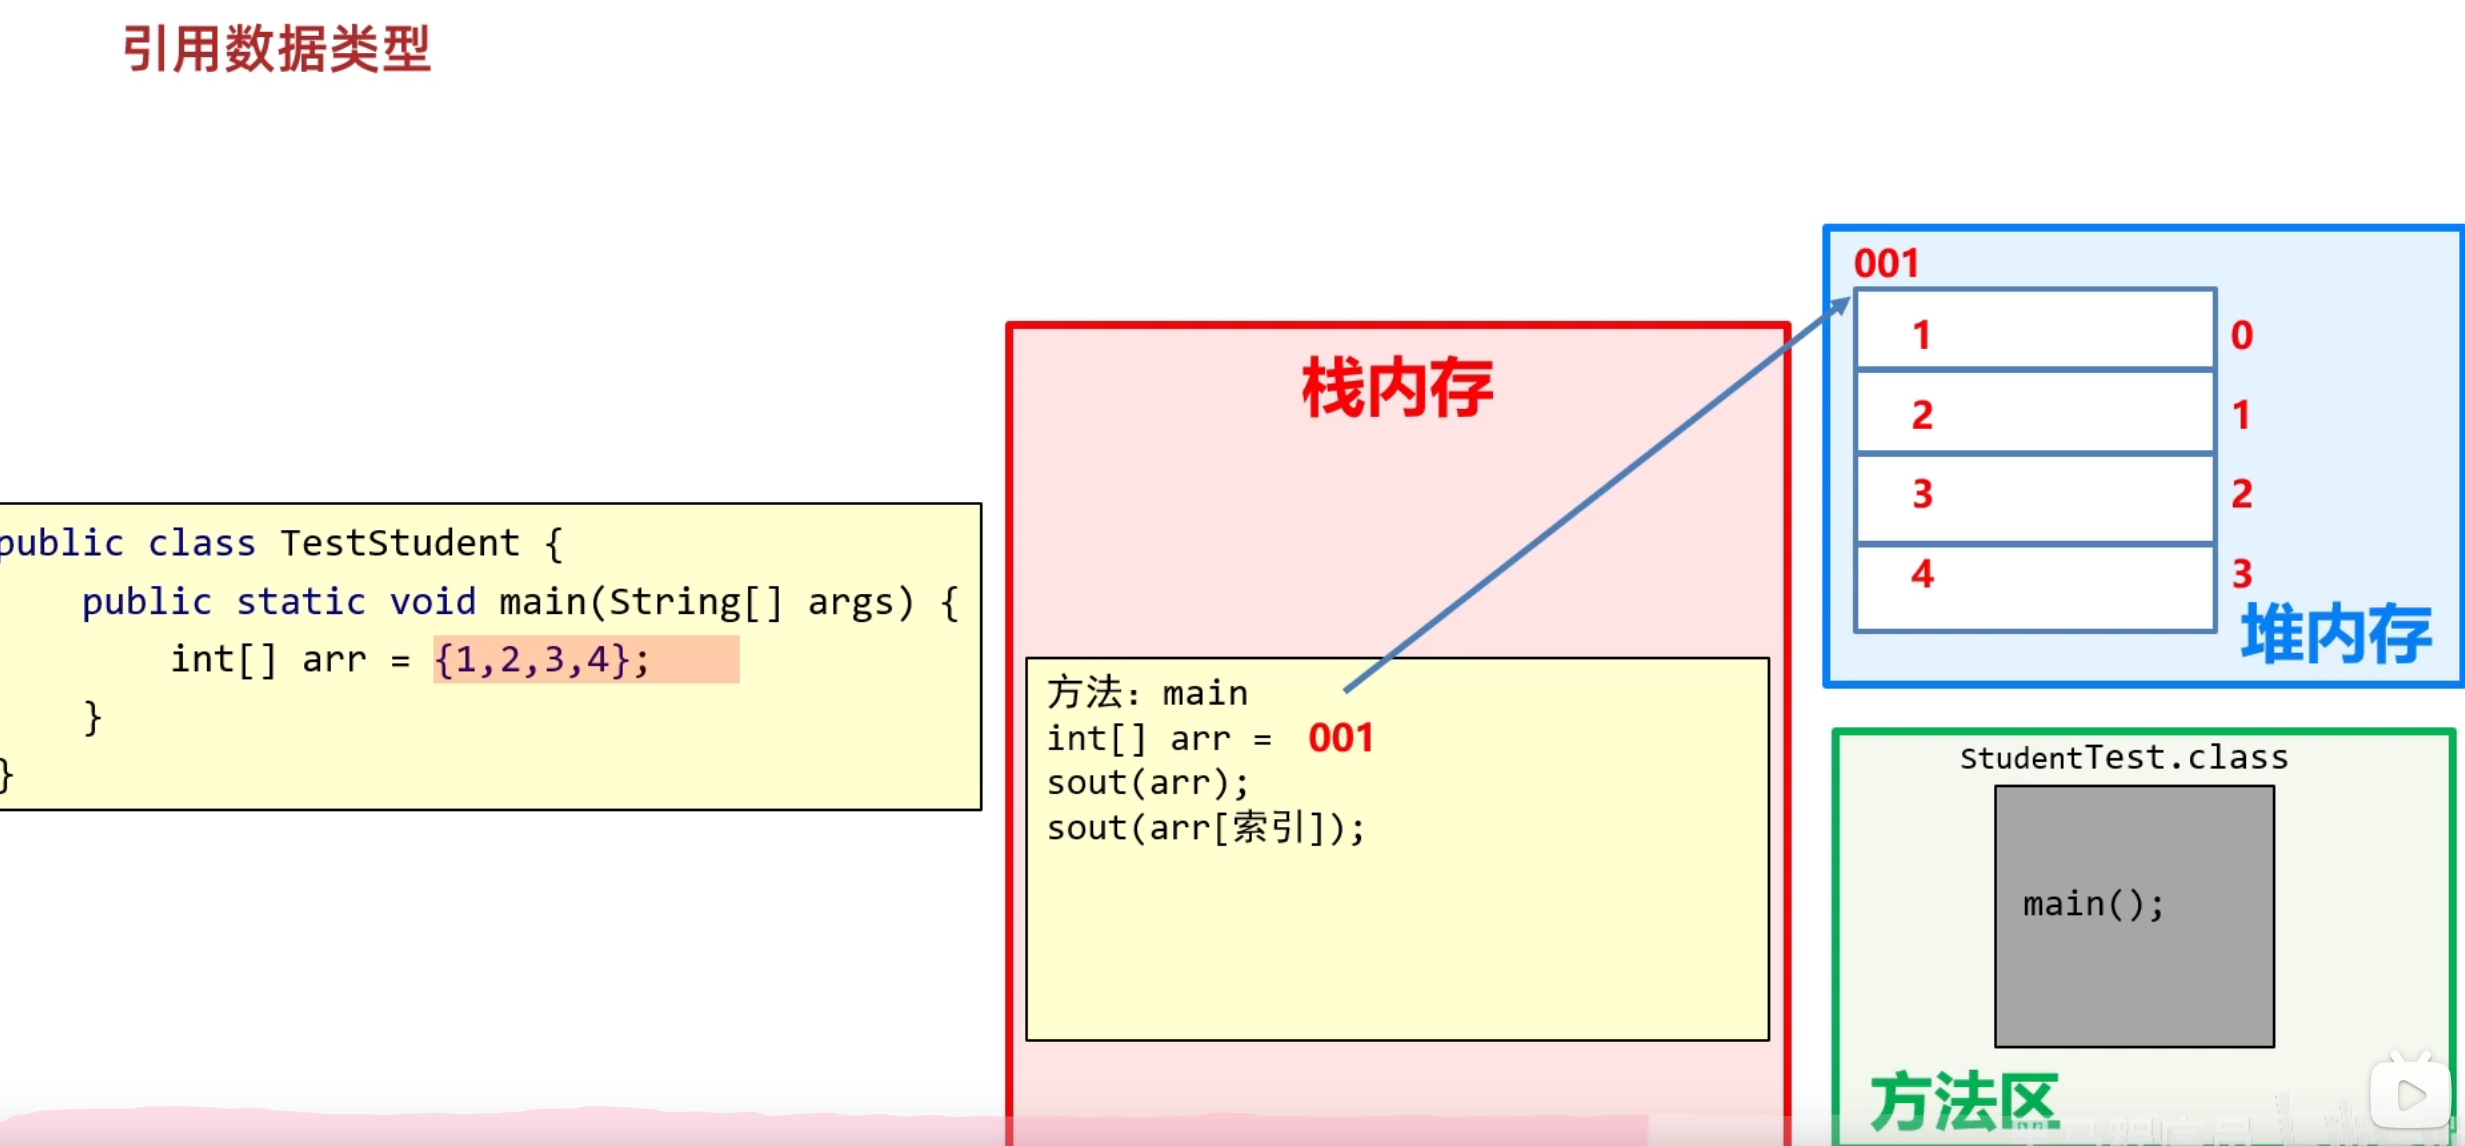 引用数据类型
public class TestStudent {
public static void main(String[] args) {
int[] arr = {1,2,3,4};
}
}
栈内存
方法：main
int[] arr = 001
sout(arr);
sout(arr[索引]);
001
1 0
2 1
3 2
4 3
堆内存
StudentTest.class
main();
方法区